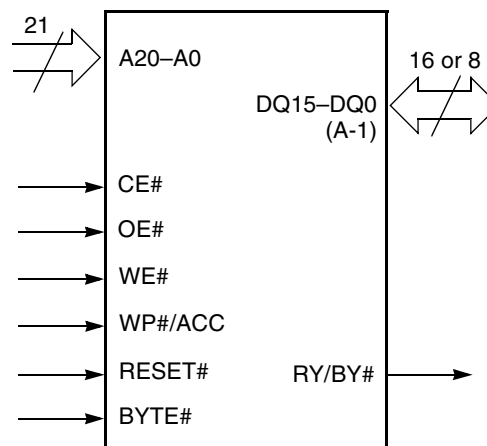 21
A20–A0
16 or 8
DQ15–DQ0
(A-1)
CE#
OE#
WE#
WP#/ACC
RESET#
RY/BY#
BYTE#